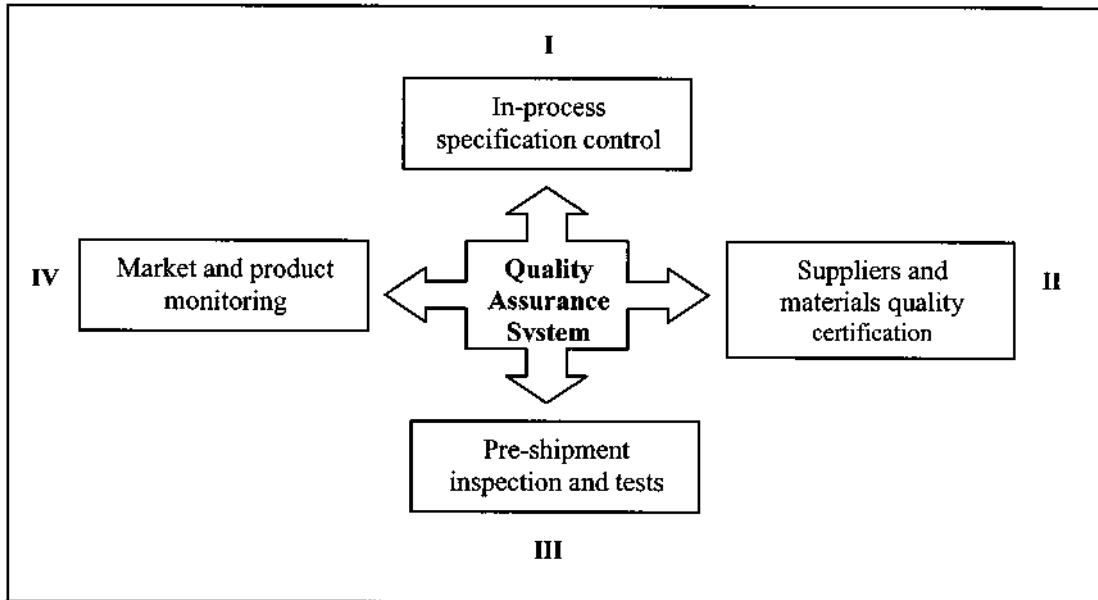 I
In-process
specification control
IV
Market and product
monitoring
Quality
Assurance
System
Suppliers and
materials quality
certification
II
Pre-shipment
inspection and tests
III